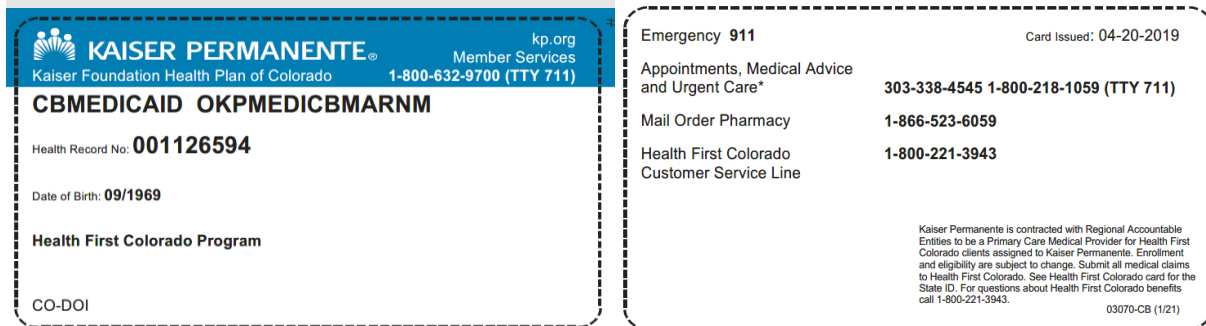 KAISER PERMANENTE®
kp.org
Member Services
Kaiser Foundation Health Plan of Colorado
1-800-632-9700 (TTY 711)
CBMEDICAID OKPMEDICBMARNM
Health Record No: 001126594
Date of Birth: 09/1969
Health First Colorado Program
CO-DOI
Emergency 911
Card Issued: 04-20-2019
Appointments, Medical Advice
and Urgent Care*
303-338-4545 1-800-218-1059 (TTY 711)
Mail Order Pharmacy
1-866-523-6059
Health First Colorado
Customer Service Line
1-800-221-3943
Kaiser Permanente is contracted with Regional Accountable
Entities to be a Primary Care Medical Provider for Health First
Colorado clients assigned to Kaiser Permanente. Enrollment
and eligibility are subject to change. Submit all medical claims
to Health First Colorado. See Health First Colorado card for the
State ID. For questions about Health First Colorado benefits
call 1-800-221-3943.
03070-CB (1/21)